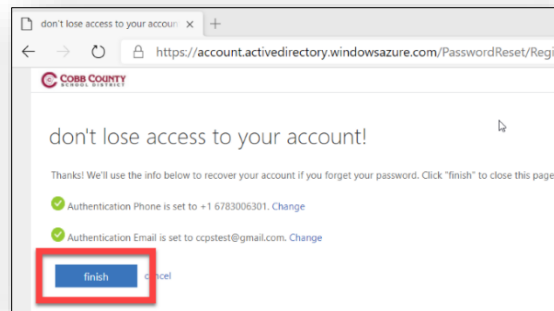 don't lose access to your accoun
https://account.activedirectory.windowsazure.com/PasswordReset/Regi
COBB COUNTY
SCHOOL DISTRICT
don't lose access to your account!
Thanks! We'll use the info below to recover your account if you forget your password. Click "finish" to close this page
Authentication Phone is set to +1 6783006301. Change
Authentication Email is set to ccpstest@gmail.com. Change
finish